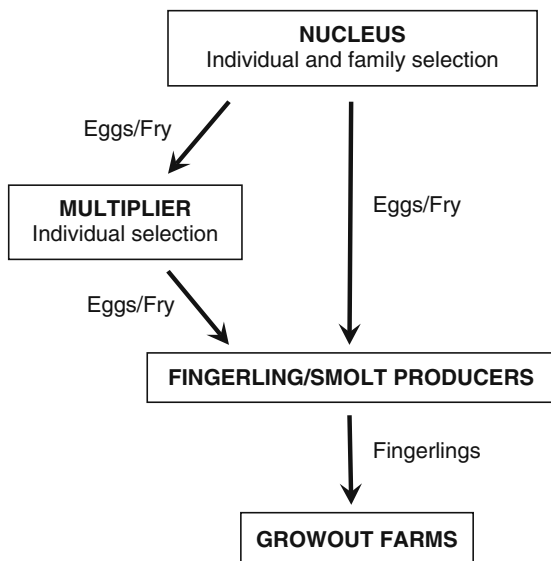 NUCLEUS
Individual and family selection
Eggs/Fry
MULTIPLIER
Individual selection
Eggs/Fry
Eggs/Fry
FINGERLING/SMOLT PRODUCERS
Fingerlings
GROWOUT FARMS